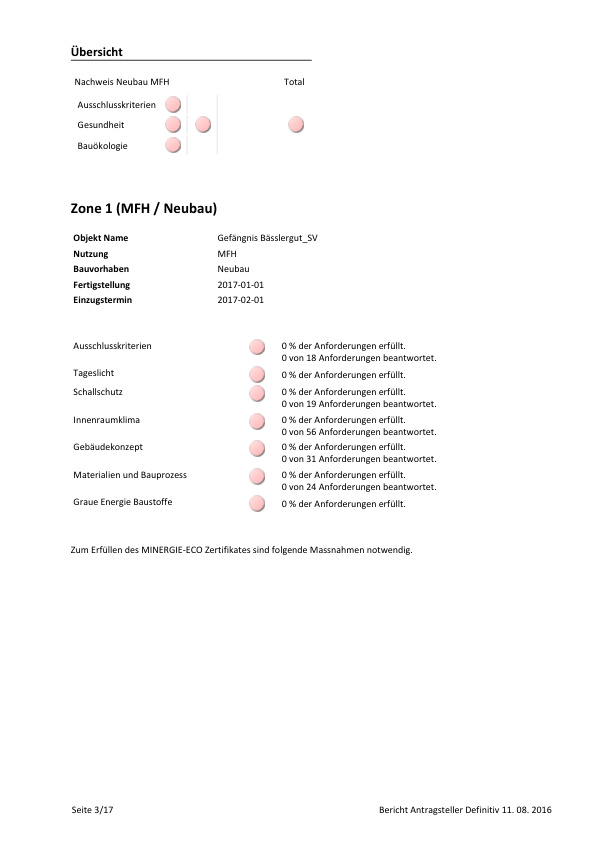 Übersicht
Nachweis Neubau MFH Total
Ausschlusskriterien
Gesundheit
Bauökologie
Zone 1 (MFH / Neubau)
Objekt Name Gefängnis Bässlergut_SV
Nutzung MFH
Bauvorhaben Neubau
Fertigstellung 2017-01-01
Einzugstermin 2017-02-01
Ausschlusskriterien 0 % der Anforderungen erfüllt.
0 von 18 Anforderungen beantwortet.
Tageslicht 0 % der Anforderungen erfüllt.
Schallschutz 0 % der Anforderungen erfüllt.
0 von 19 Anforderungen beantwortet.
Innenraumklima 0 % der Anforderungen erfüllt.
0 von 56 Anforderungen beantwortet.
Gebäudekonzept 0 % der Anforderungen erfüllt.
0 von 31 Anforderungen beantwortet.
Materialien und Bauprozess 0 % der Anforderungen erfüllt.
0 von 24 Anforderungen beantwortet.
Graue Energie Baustoffe 0 % der Anforderungen erfüllt.
Zum Erfüllen des MINERGIE-ECO Zertifikates sind folgende Massnahmen notwendig.
Seite 3/17 Bericht Antragsteller Definitiv 11. 08. 2016